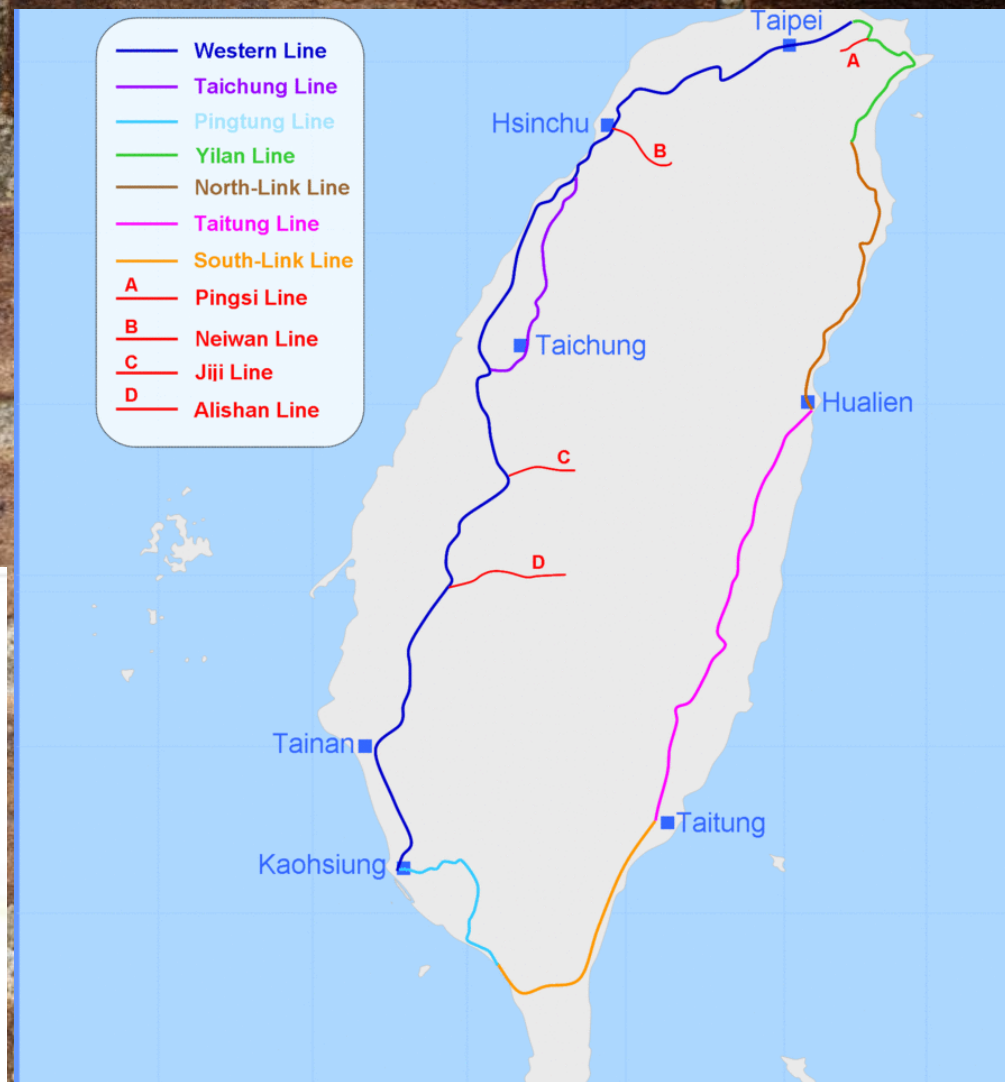 Western Line
Taichung Line
Pingtung Line
Yilan Line
North-Link Line
Taitung Line
South-Link Line
A Pingsi Line
B Neiwan Line
C Jiji Line
D Alishan Line
Taipei
A
Hsinchu
B
Taichung
Hualien
C
D
Tainan
Taitung
Kaohsiung